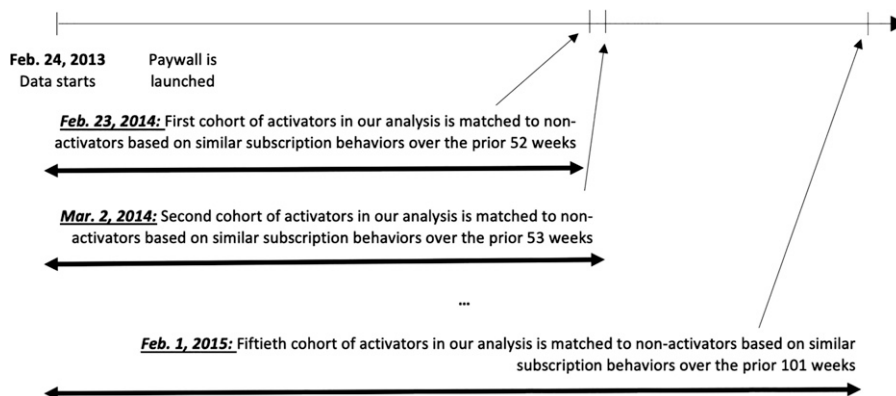 Feb. 24, 2013
Data starts
Paywall is
launched
Feb. 23, 2014: First cohort of activators in our analysis is matched to non-
activators based on similar subscription behaviors over the prior 52 weeks
Mar. 2, 2014: Second cohort of activators in our analysis is matched to non-
activators based on similar subscription behaviors over the prior 53 weeks
...
Feb. 1, 2015: Fiftieth cohort of activators in our analysis is matched to non-activators based on similar
subscription behaviors over the prior 101 weeks